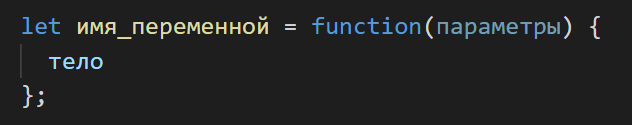 let имя_переменной = function(параметры) {
тело
};